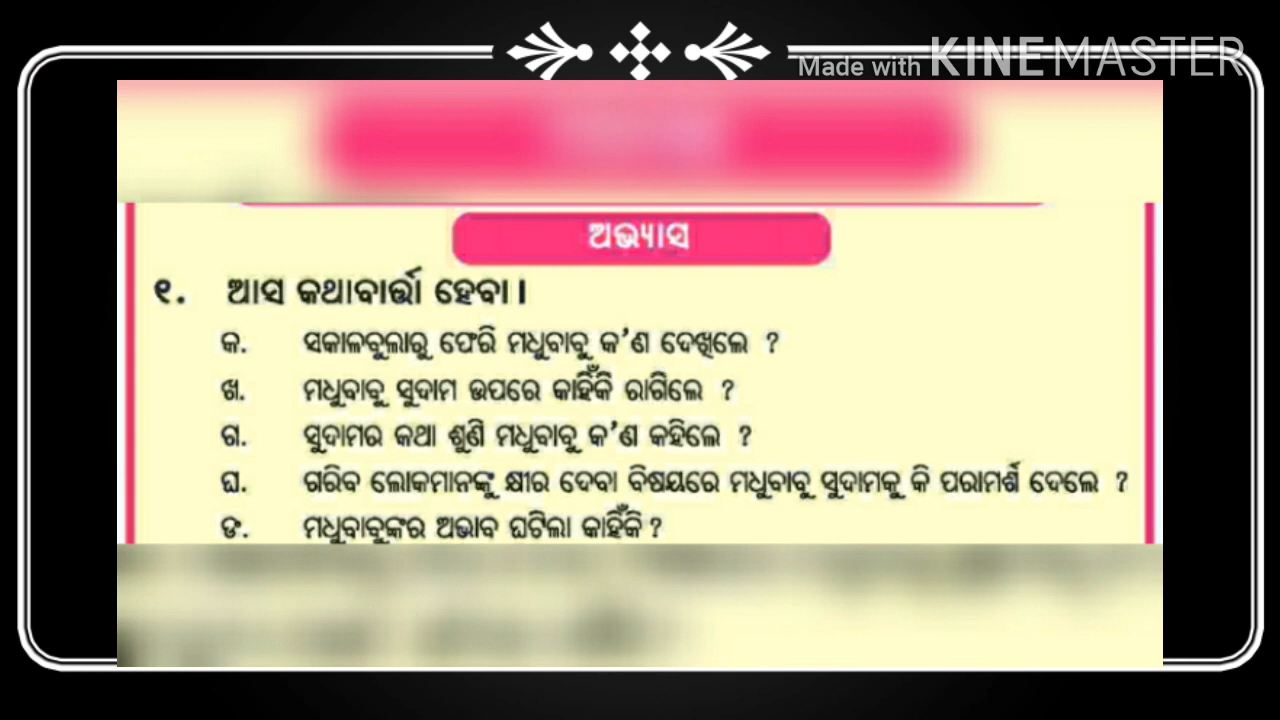 Made with KINEMASTER
ଅଭ୍ୟାସ
୧. ଆସ କଥାବାର୍ତ୍ତା ହେବା।
କ. ସକାଳବୁଲାରୁ ଫେରି ମଧୁବାବୁ କ'ଣ ଦେଖିଲେ ?
ଖ. ମଧୁବାବୁ ସୁଦାମ ଉପରେ କାହିଁକି ରାଗିଲେ ?
ଗ. ସୁଦାମର କଥା ଶୁଣି ମଧୁବାବୁ କ'ଣ କହିଲେ ?
ଘ. ଗରିବ ଲୋକମାନଙ୍କୁ କ୍ଷୀର ଦେବା ବିଷୟରେ ମଧୁବାବୁ ସୁଦାମକୁ କି ପରାମର୍ଶ ଦେଲେ ?
ଙ. ମଧୁବାବୁଙ୍କର ଅଭାବ ଘଟିଲା କାହିଁକି ?